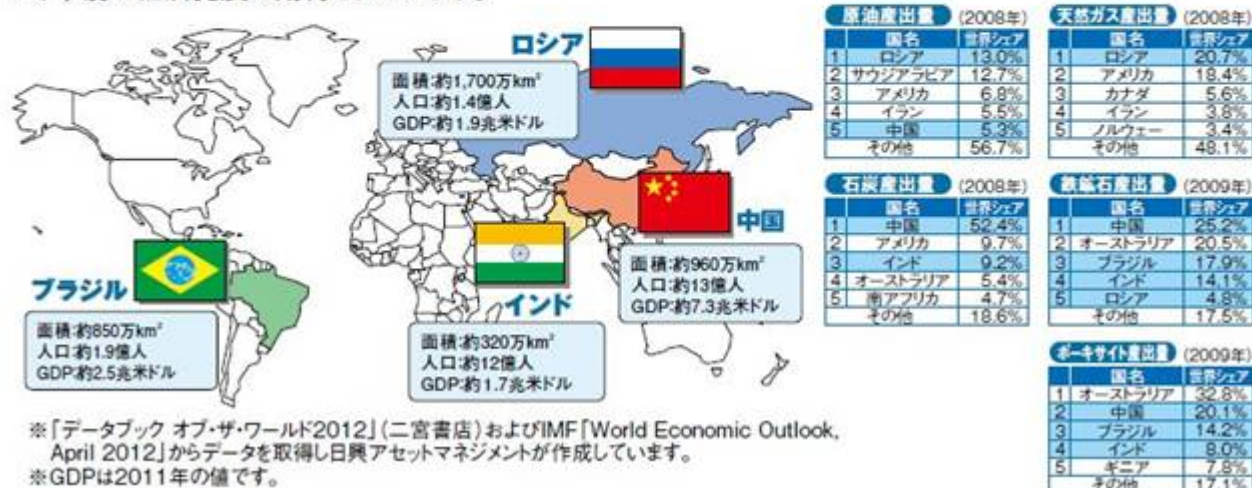 ロシア
面積:約1,700万km²
人口:約1.4億人
GDP:約1.9兆米ドル
中国
面積:約960万km²
人口:約13億人
GDP:約7.3兆米ドル
ブラジル
面積:約850万km²
人口:約1.9億人
GDP:約2.5兆米ドル
インド
面積:約320万km²
人口:約12億人
GDP:約1.7兆米ドル
※「データブック オブ・ザ・ワールド2012」(二宮書店)およびIMF「World Economic Outlook,
April 2012」からデータを取得し日興アセットマネジメントが作成しています。
※GDPは2011年の値です。
原油産出量 (2008年)
国名 世界シェア
1 ロシア 13.0%
2 サウジアラビア 12.7%
3 アメリカ 6.8%
4 イラン 5.5%
5 中国 5.3%
その他 56.7%
天然ガス産出量 (2008年)
国名 世界シェア
1 ロシア 20.7%
2 アメリカ 18.4%
3 カナダ 5.6%
4 イラン 3.8%
5 ノルウェー 3.4%
その他 48.1%
石炭産出量 (2008年)
国名 世界シェア
1 中国 52.4%
2 アメリカ 9.7%
3 インド 9.2%
4 オーストラリア 5.4%
5 南アフリカ 4.7%
その他 18.6%
鉄鉱石産出量 (2009年)
国名 世界シェア
1 中国 25.2%
2 オーストラリア 20.5%
3 ブラジル 17.9%
4 インド 14.1%
5 ロシア 4.8%
その他 17.5%
ボーキサイト産出量 (2009年)
国名 世界シェア
1 オーストラリア 32.8%
2 中国 20.1%
3 ブラジル 14.2%
4 インド 8.0%
5 ギニア 7.8%
その他 17.1%